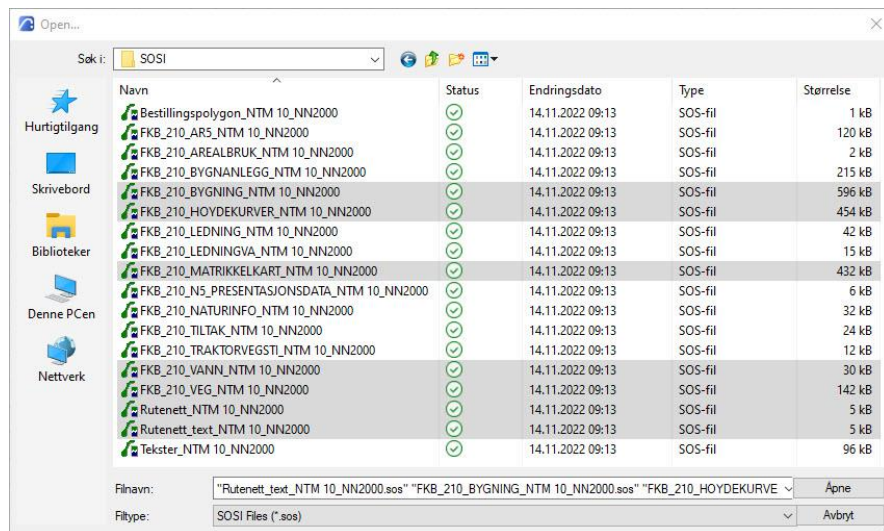 Open...
Søk i: SOSI
Navn Status Endringsdato Type Størrelse
Bestillingspolygon_NTM 10_NN2000 14.11.2022 09:13 SOS-fil 1 kB
FKB_210_AR5_NTM 10_NN2000 14.11.2022 09:13 SOS-fil 120 kB
FKB_210_AREALBRUK_NTM 10_NN2000 14.11.2022 09:13 SOS-fil 2 kB
FKB_210_BYGNANLEGG_NTM 10_NN2000 14.11.2022 09:13 SOS-fil 215 kB
FKB_210_BYGNING_NTM 10_NN2000 14.11.2022 09:13 SOS-fil 596 kB
FKB_210_HOYDEKURVER_NTM 10_NN2000 14.11.2022 09:13 SOS-fil 454 kB
FKB_210_LEDNING_NTM 10_NN2000 14.11.2022 09:13 SOS-fil 42 kB
FKB_210_LEDNINGVA_NTM 10_NN2000 14.11.2022 09:13 SOS-fil 15 kB
FKB_210_MATRIKKELKART_NTM 10_NN2000 14.11.2022 09:13 SOS-fil 432 kB
FKB_210_N5_PRESENTASJONSDATA_NTM 10_NN2000 14.11.2022 09:13 SOS-fil 6 kB
FKB_210_NATURINFO_NTM 10_NN2000 14.11.2022 09:13 SOS-fil 32 kB
FKB_210_TILTAK_NTM 10_NN2000 14.11.2022 09:13 SOS-fil 24 kB
FKB_210_TRAKTORVEGSTI_NTM 10_NN2000 14.11.2022 09:13 SOS-fil 12 kB
FKB_210_VANN_NTM 10_NN2000 14.11.2022 09:13 SOS-fil 30 kB
FKB_210_VEG_NTM 10_NN2000 14.11.2022 09:13 SOS-fil 142 kB
Rutenett_NTM 10_NN2000 14.11.2022 09:13 SOS-fil 5 kB
Rutenett_text_NTM 10_NN2000 14.11.2022 09:13 SOS-fil 5 kB
Tekster_NTM 10_NN2000 14.11.2022 09:13 SOS-fil 96 kB
Hurtigtilgang
Skrivebord
Biblioteker
Denne PCen
Nettverk
Filnavn: "Rutenett_text_NTM 10_NN2000.sos" "FKB_210_BYGNING_NTM 10_NN2000.sos" "FKB_210_HOYDEKURVE Åpne
Filtype: SOSI Files (*.sos) Avbryt